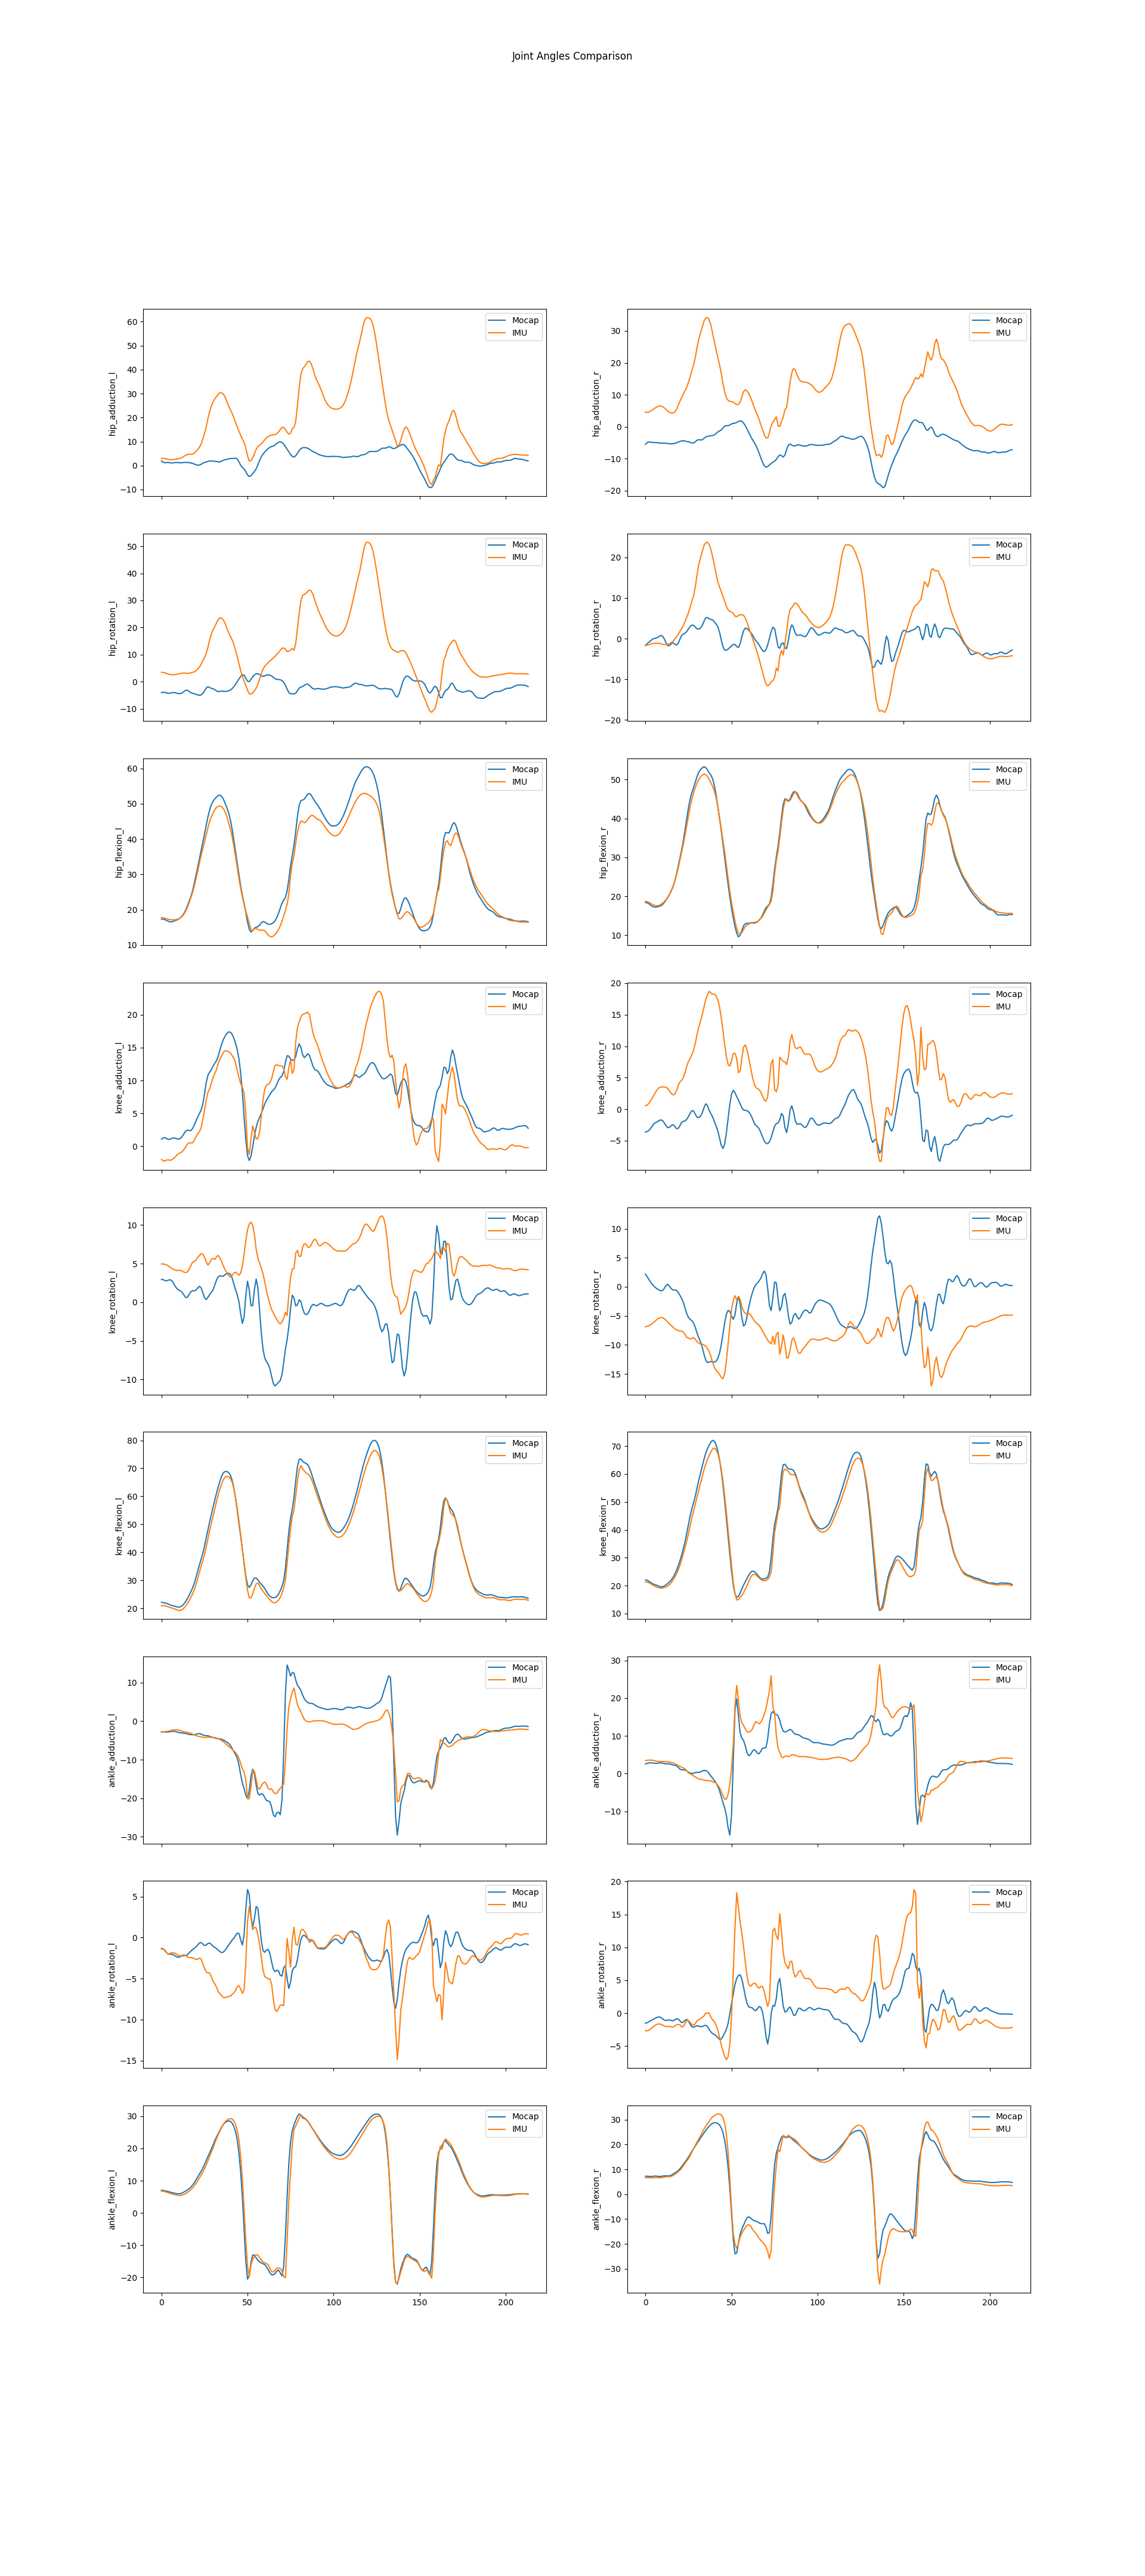 Joint Angles Comparison
hip_adduction_l
60
50
40
30
20
10
0
−10
Mocap
IMU
hip_adduction_r
30
20
10
0
−10
−20
Mocap
IMU
hip_rotation_l
50
40
30
20
10
0
−10
Mocap
IMU
hip_rotation_r
20
10
0
−10
−20
Mocap
IMU
hip_flexion_l
60
50
40
30
20
10
Mocap
IMU
hip_flexion_r
50
40
30
20
10
Mocap
IMU
knee_adduction_l
20
15
10
5
0
Mocap
IMU
knee_adduction_r
20
15
10
5
0
−5
Mocap
IMU
knee_rotation_l
10
5
0
−5
−10
Mocap
IMU
knee_rotation_r
10
5
0
−5
−10
−15
Mocap
IMU
knee_flexion_l
80
70
60
50
40
30
20
Mocap
IMU
knee_flexion_r
70
60
50
40
30
20
10
Mocap
IMU
ankle_adduction_l
10
0
−10
−20
−30
Mocap
IMU
ankle_adduction_r
30
20
10
0
−10
Mocap
IMU
ankle_rotation_l
5
0
−5
−10
−15
Mocap
IMU
ankle_rotation_r
20
15
10
5
0
−5
Mocap
IMU
ankle_flexion_l
30
20
10
0
−10
−20
Mocap
IMU
0 50 100 150 200
ankle_flexion_r
30
20
10
0
−10
−20
−30
Mocap
IMU
0 50 100 150 200